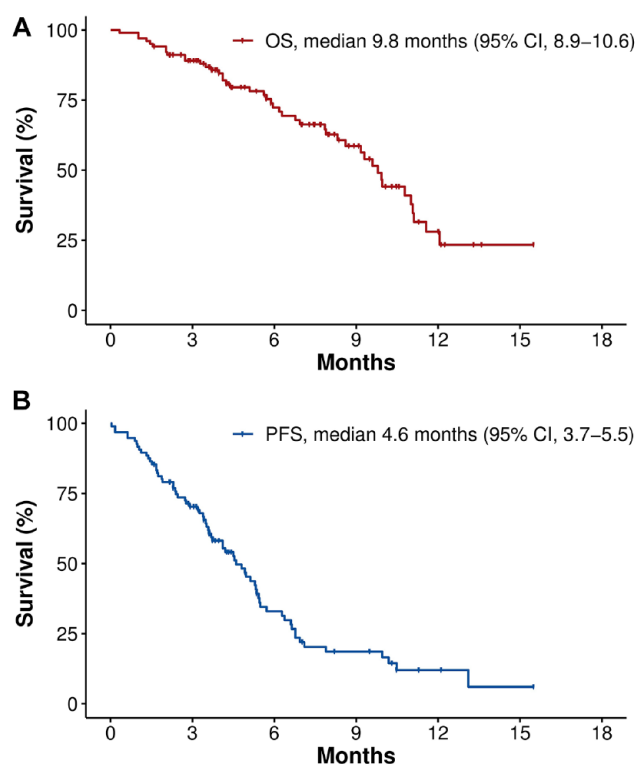 A
OS, median 9.8 months (95% CI, 8.9–10.6)
Survival (%)
100
75
50
25
0
0 3 6 9 12 15 18
Months
B
PFS, median 4.6 months (95% CI, 3.7–5.5)
Survival (%)
100
75
50
25
0
0 3 6 9 12 15 18
Months